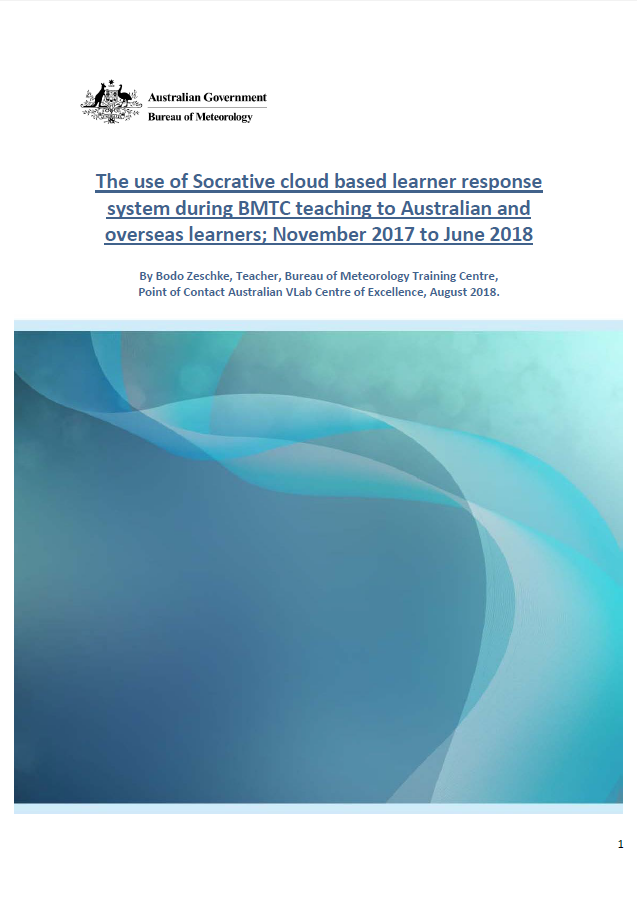 Australian Government
Bureau of Meteorology
The use of Socrative cloud based learner response
system during BMTC teaching to Australian and
overseas learners; November 2017 to June 2018
By Bodo Zeschke, Teacher, Bureau of Meteorology Training Centre,
Point of Contact Australian VLab Centre of Excellence, August 2018.
1